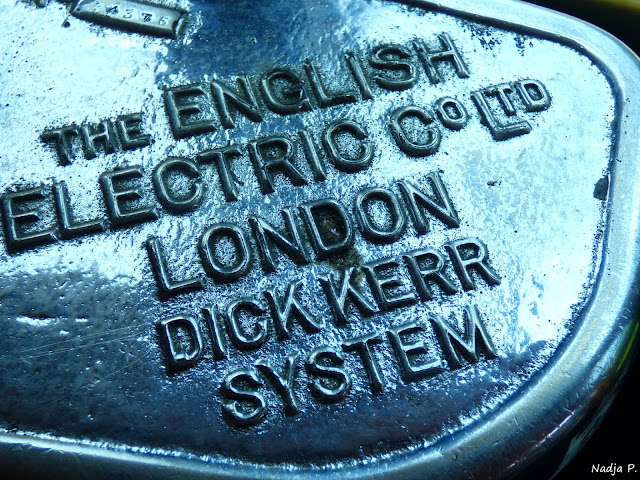 THE ENGLISH
ELECTRIC Co LTD
LONDON
DICK KERR
SYSTEM
Nadja P.